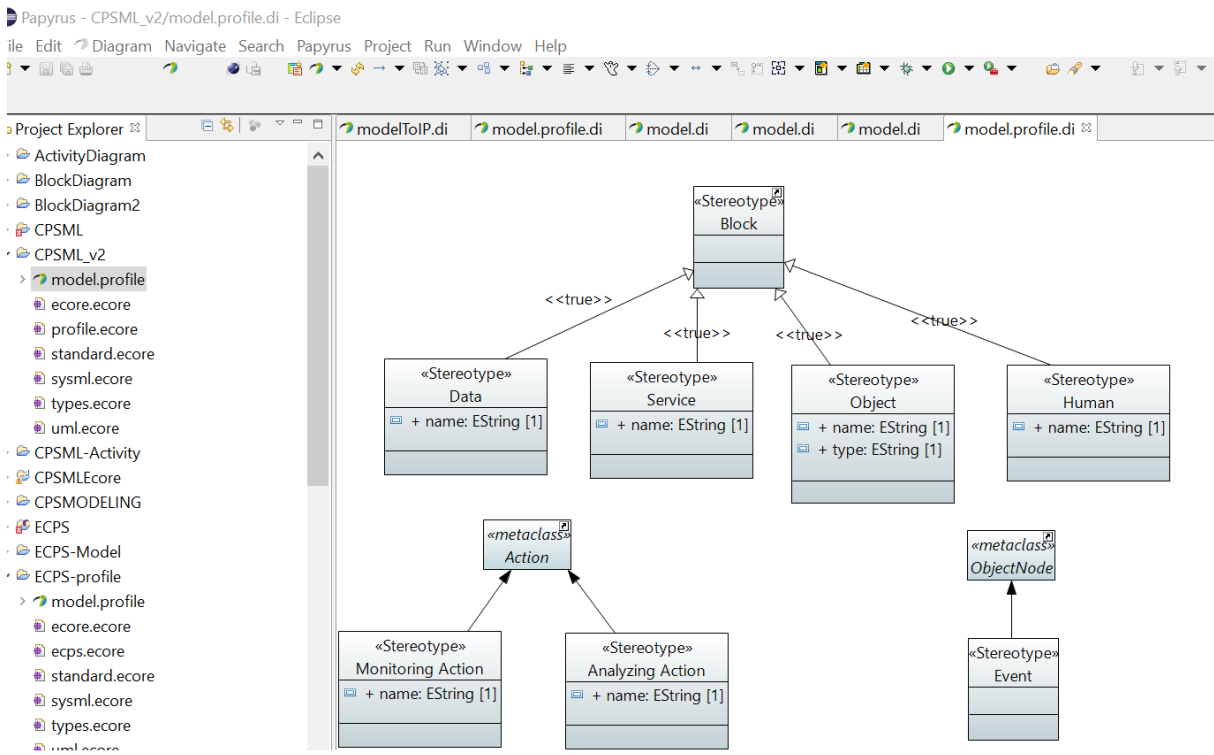 Papyrus - CPSML_v2/model.profile.di - Eclipse
ile Edit Diagram Navigate Search Papyrus Project Run Window Help
Project Explorer
modelToIP.di model.profile.di model.di model.di model.di model.profile.di
ActivityDiagram
BlockDiagram
BlockDiagram2
CPSML
CPSML_v2
model.profile
ecore.ecore
profile.ecore
standard.ecore
sysml.ecore
types.ecore
uml.ecore
CPSML-Activity
CPSMLEcore
CPSMODELING
ECPS
ECPS-Model
ECPS-profile
model.profile
ecore.ecore
ecps.ecore
standard.ecore
sysml.ecore
types.ecore
uml.ecore
«Stereotype»
Block
<<true>>
<<true>>
<<true>>
<<true>>
«Stereotype»
Data
+ name: EString [1]
«Stereotype»
Service
+ name: EString [1]
«Stereotype»
Object
+ name: EString [1]
+ type: EString [1]
«Stereotype»
Human
+ name: EString [1]
«metaclass»
Action
«metaclass»
ObjectNode
«Stereotype»
Monitoring Action
+ name: EString [1]
«Stereotype»
Analyzing Action
+ name: EString [1]
«Stereotype»
Event